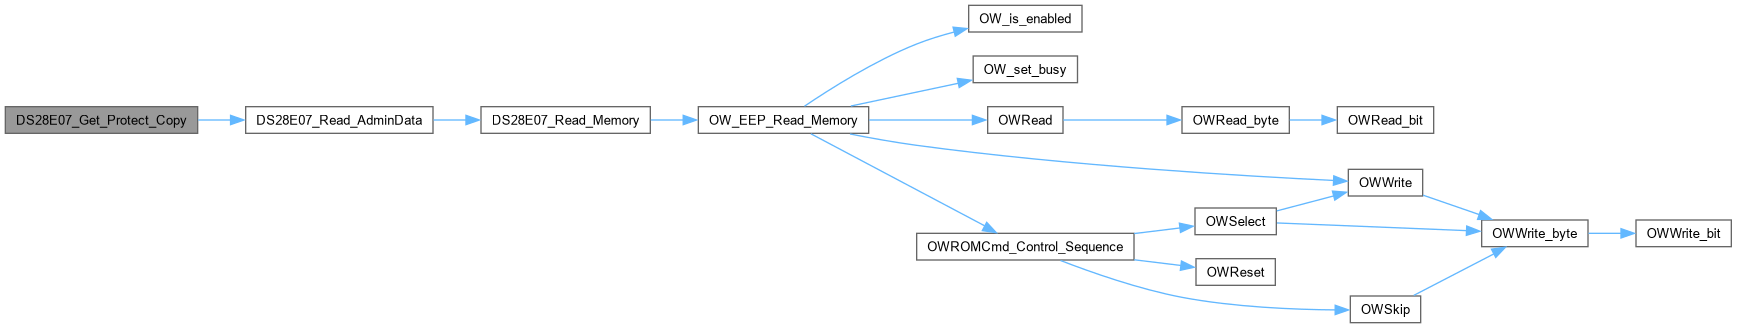 OW_is_enabled
OW_set_busy
DS28E07_Get_Protect_Copy
DS28E07_Read_AdminData
DS28E07_Read_Memory
OW_EEP_Read_Memory
OWRead
OWRead_byte
OWRead_bit
OWWrite
OWSelect
OWROMCmd_Control_Sequence
OWWrite_byte
OWWrite_bit
OWReset
OWSkip